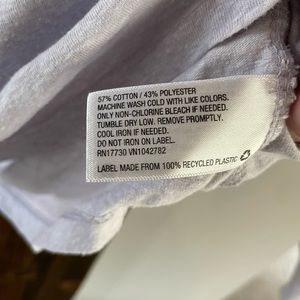 57% COTTON / 43% POLYESTER
MACHINE WASH COLD WITH LIKE COLORS.
ONLY NON-CHLORINE BLEACH IF NEEDED.
TUMBLE DRY LOW. REMOVE PROMPTLY.
COOL IRON IF NEEDED.
DO NOT IRON ON LABEL.
RN17730 VN1042782
LABEL MADE FROM 100% RECYCLED PLASTIC